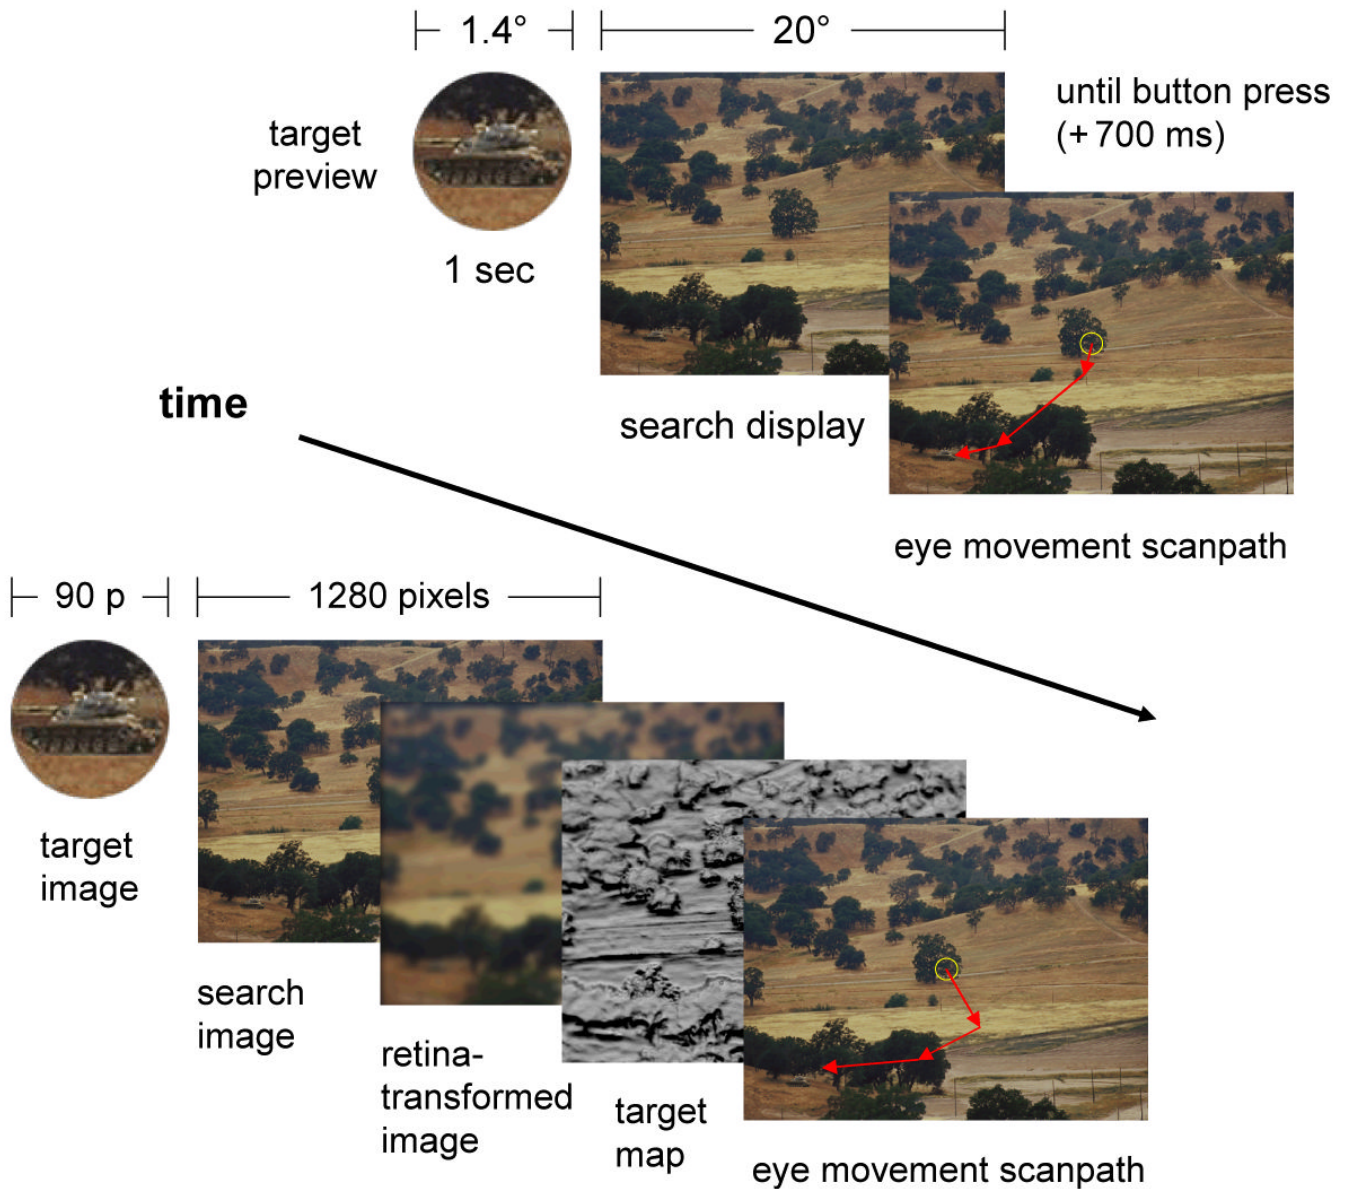 1.4°
20°
target
preview
1 sec
until button press
(+ 700 ms)
search display
time
eye movement scanpath
90 p
1280 pixels
target
image
search
image
retina-
transformed
image
target
map
eye movement scanpath